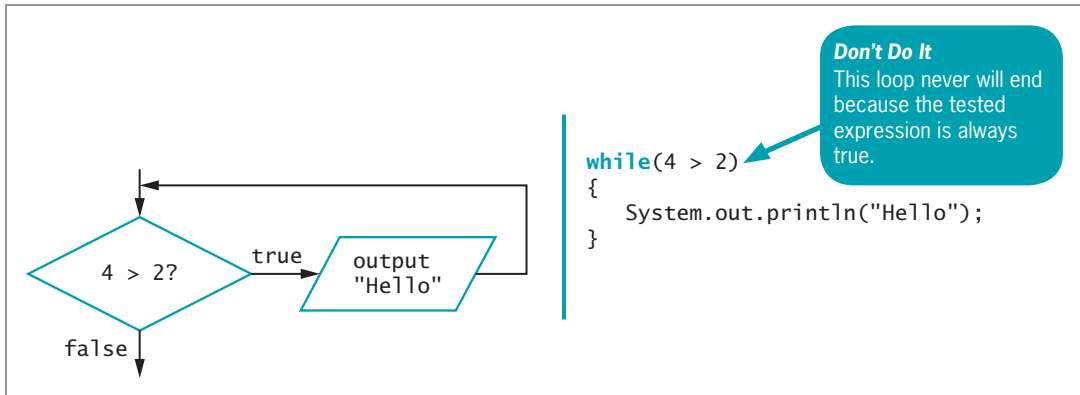 4 > 2?
true
output
"Hello"
false
while(4 > 2)
{
System.out.println("Hello");
}
Don't Do It
This loop never will end
because the tested
expression is always
true.